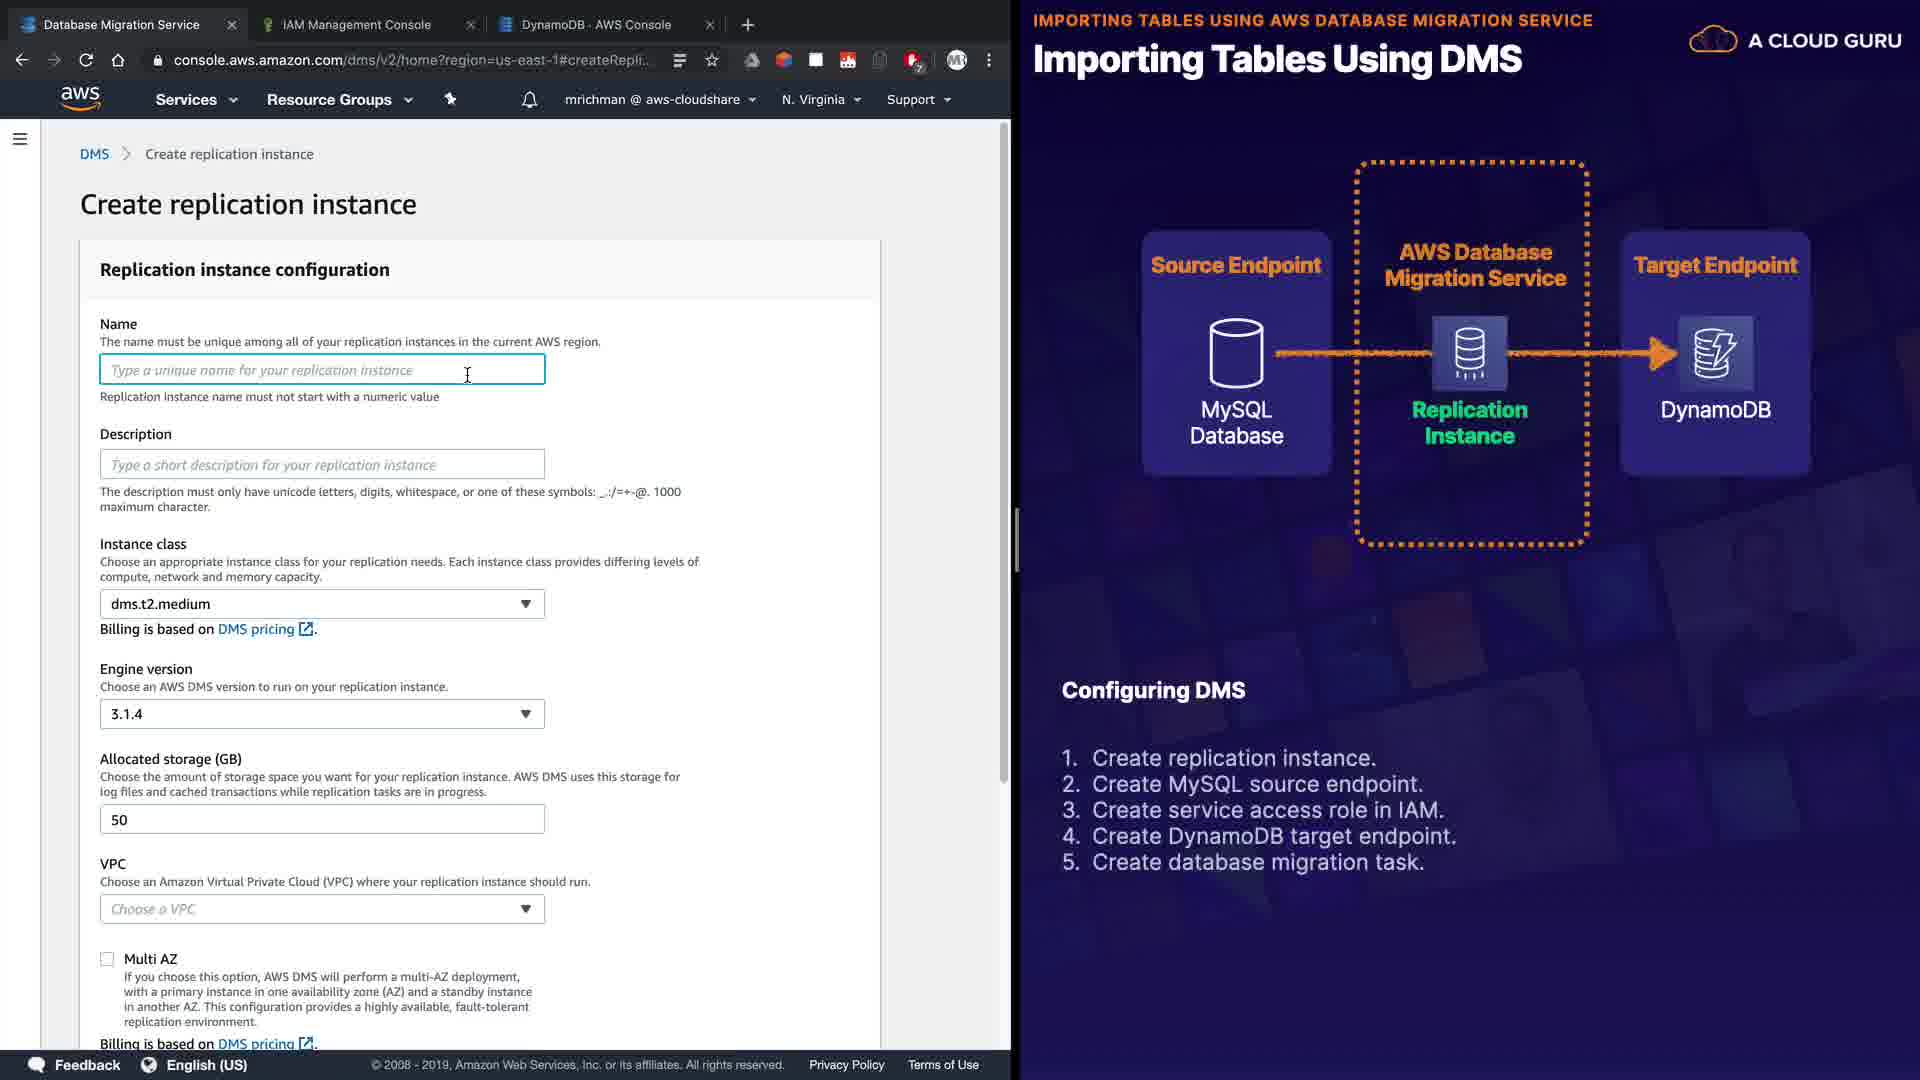 Database Migration Service
IAM Management Console
DynamoDB · AWS Console
console.aws.amazon.com/dms/v2/home?region=us-east-1#createRepli...
aws
Services
Resource Groups
mrichman @ aws-cloudshare
N. Virginia
Support
DMS
Create replication instance
Create replication instance
Replication instance configuration
Name
The name must be unique among all of your replication instances in the current AWS region.
Type a unique name for your replication instance
Replication instance name must not start with a numeric value
Description
Type a short description for your replication instance
The description must only have unicode letters, digits, whitespace, or one of these symbols: _.:/=+-@. 1000
maximum character.
Instance class
Choose an appropriate instance class for your replication needs. Each instance class provides differing levels of
compute, network and memory capacity.
dms.t2.medium
Billing is based on DMS pricing.
Engine version
Choose an AWS DMS version to run on your replication instance.
3.1.4
Allocated storage (GB)
Choose the amount of storage space you want for your replication instance. AWS DMS uses this storage for
log files and cached transactions while replication tasks are in progress.
50
VPC
Choose an Amazon Virtual Private Cloud (VPC) where your replication instance should run.
Choose a VPC
Multi AZ
If you choose this option, AWS DMS will perform a multi-AZ deployment,
with a primary instance in one availability zone (AZ) and a standby instance
in another AZ. This configuration provides a highly available, fault-tolerant
replication environment.
Billing is based on DMS pricing.
Feedback
English (US)
© 2008 - 2019, Amazon Web Services, Inc. or its affiliates. All rights reserved.
Privacy Policy
Terms of Use
IMPORTING TABLES USING AWS DATABASE MIGRATION SERVICE
Importing Tables Using DMS
A CLOUD GURU
Source Endpoint
MySQL
Database
AWS Database
Migration Service
Replication
Instance
Target Endpoint
DynamoDB
Configuring DMS
1. Create replication instance.
2. Create MySQL source endpoint.
3. Create service access role in IAM.
4. Create DynamoDB target endpoint.
5. Create database migration task.